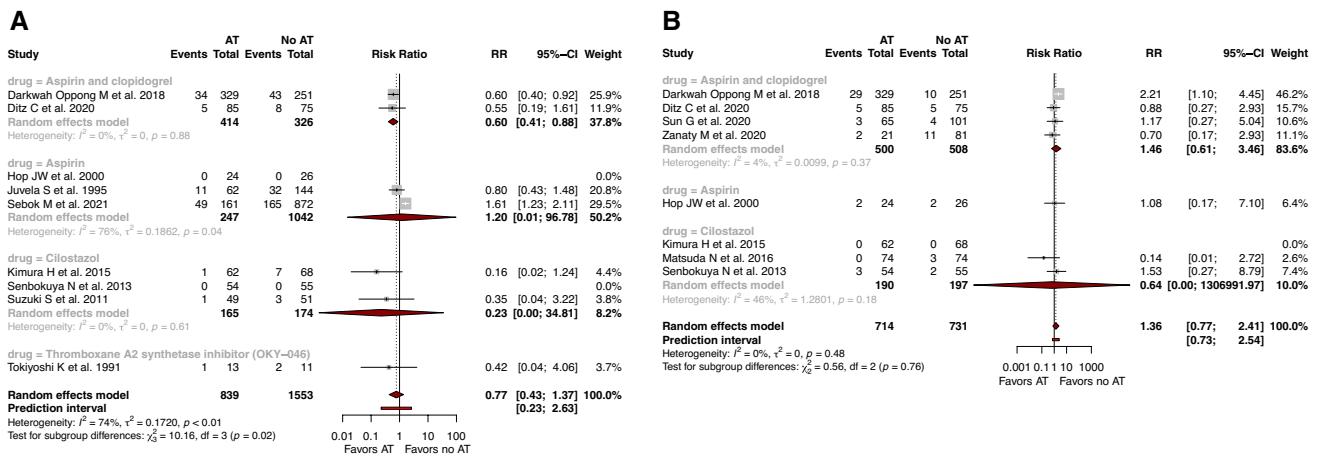 A
AT No AT
Study Events Total Events Total Risk Ratio RR 95%−CI Weight
drug = Aspirin and clopidogrel
Darkwah Oppong M et al. 2018 34 329 43 251 0.60 [0.40; 0.92] 25.9%
Ditz C et al. 2020 5 85 8 75 0.55 [0.19; 1.61] 11.9%
Random effects model 414 326 0.60 [0.41; 0.88] 37.8%
Heterogeneity: I² = 0%, τ² = 0, p = 0.88
drug = Aspirin
Hop JW et al. 2000 0 24 0 26 0.0%
Juvela S et al. 1995 11 62 32 144 0.80 [0.43; 1.48] 20.8%
Sebok M et al. 2021 49 161 165 872 1.61 [1.23; 2.11] 29.5%
Random effects model 247 1042 1.20 [0.01; 96.78] 50.2%
Heterogeneity: I² = 76%, τ² = 0.1862, p = 0.04
drug = Cilostazol
Kimura H et al. 2015 1 62 7 68 0.16 [0.02; 1.24] 4.4%
Senbokuya N et al. 2013 0 54 0 55 0.0%
Suzuki S et al. 2011 1 49 3 51 0.35 [0.04; 3.22] 3.8%
Random effects model 165 174 0.23 [0.00; 34.81] 8.2%
Heterogeneity: I² = 0%, τ² = 0, p = 0.61
drug = Thromboxane A2 synthetase inhibitor (OKY−046)
Tokiyoshi K et al. 1991 1 13 2 11 0.42 [0.04; 4.06] 3.7%
Random effects model 839 1553 0.77 [0.43; 1.37] 100.0%
Prediction interval [0.23; 2.63]
Heterogeneity: I² = 74%, τ² = 0.1720, p < 0.01
Test for subgroup differences: χ²₃ = 10.16, df = 3 (p = 0.02)
0.01 0.1 1 10 100
Favors AT Favors no AT
B
AT No AT
Study Events Total Events Total Risk Ratio RR 95%−CI Weight
drug = Aspirin and clopidogrel
Darkwah Oppong M et al. 2018 29 329 10 251 2.21 [1.10; 4.45] 46.2%
Ditz C et al. 2020 5 85 5 75 0.88 [0.27; 2.93] 15.7%
Sun G et al. 2020 3 65 4 101 1.17 [0.27; 5.04] 10.6%
Zanaty M et al. 2020 2 21 11 81 0.70 [0.17; 2.93] 11.1%
Random effects model 500 508 1.46 [0.61; 3.46] 83.6%
Heterogeneity: I² = 4%, τ² = 0.0099, p = 0.37
drug = Aspirin
Hop JW et al. 2000 2 24 2 26 1.08 [0.17; 7.10] 6.4%
drug = Cilostazol
Kimura H et al. 2015 0 62 0 68 0.0%
Matsuda N et al. 2016 0 74 3 74 0.14 [0.01; 2.72] 2.6%
Senbokuya N et al. 2013 3 54 2 55 1.53 [0.27; 8.79] 7.4%
Random effects model 190 197 0.64 [0.00; 1306991.97] 10.0%
Heterogeneity: I² = 46%, τ² = 1.2801, p = 0.18
Random effects model 714 731 1.36 [0.77; 2.41] 100.0%
Prediction interval [0.73; 2.54]
Heterogeneity: I² = 0%, τ² = 0, p = 0.48
Test for subgroup differences: χ²₂ = 0.56, df = 2 (p = 0.76)
0.001 0.1 1 10 1000
Favors AT Favors no AT